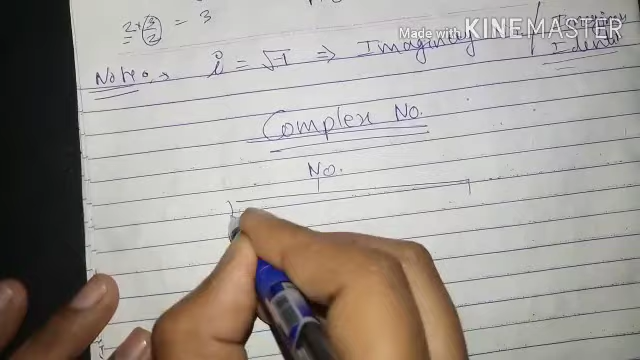 2 × (3/2) = 3
Made with KINEMASTER
Note:→ i = √-1 ⇒ Imaginary
Complex No.
No.